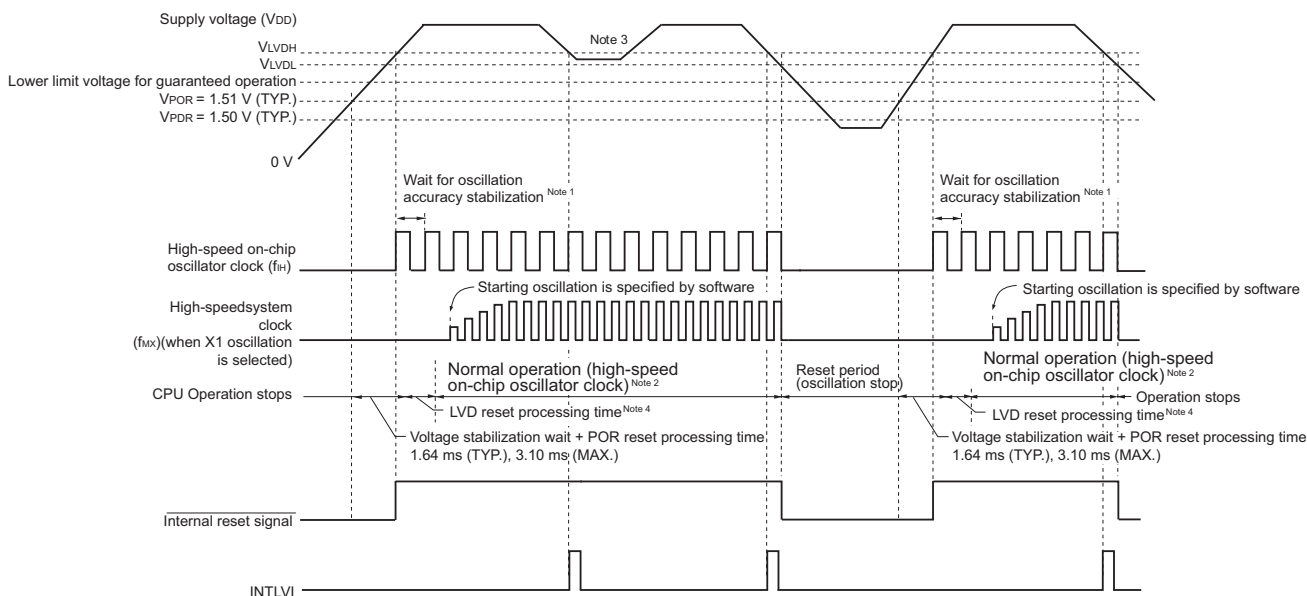 Supply voltage (VDD)
VLVDH
Note 3
VLVDL
Lower limit voltage for guaranteed operation
VPOR = 1.51 V (TYP.)
VPDR = 1.50 V (TYP.)
0 V
Wait for oscillation
accuracy stabilization Note 1
Wait for oscillation
accuracy stabilization Note 1
High-speed on-chip
oscillator clock (fIH)
Starting oscillation is specified by software
Starting oscillation is specified by software
High-speedsystem
clock
(fMX)(when X1 oscillation
is selected)
Normal operation (high-speed
on-chip oscillator clock) Note 2
Reset period
(oscillation stop)
Normal operation (high-speed
on-chip oscillator clock) Note 2
CPU Operation stops
Operation stops
LVD reset processing time Note 4
LVD reset processing time Note 4
Voltage stabilization wait + POR reset processing time
1.64 ms (TYP.), 3.10 ms (MAX.)
Voltage stabilization wait + POR reset processing time
1.64 ms (TYP.), 3.10 ms (MAX.)
Internal reset signal
INTLVI